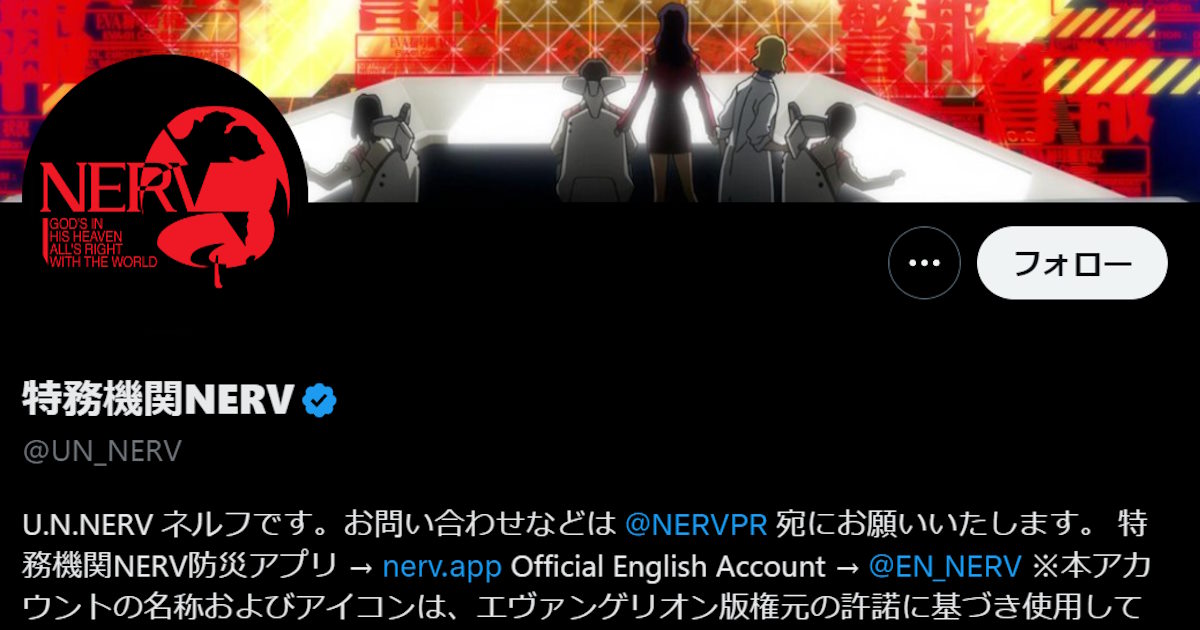 警報
警報
NERV
GOD'S IN
HIS HEAVEN
ALL'S RIGHT
WITH THE WORLD
フォロー
特務機関NERV
@UN_NERV
U.N.NERV ネルフです。お問い合わせなどは @NERVPR 宛にお願いいたします。 特
務機関NERV防災アプリ → nerv.app Official English Account → @EN_NERV ※本アカ
ウントの名称およびアイコンは、エヴァンゲリオン版権元の許諾に基づき使用して